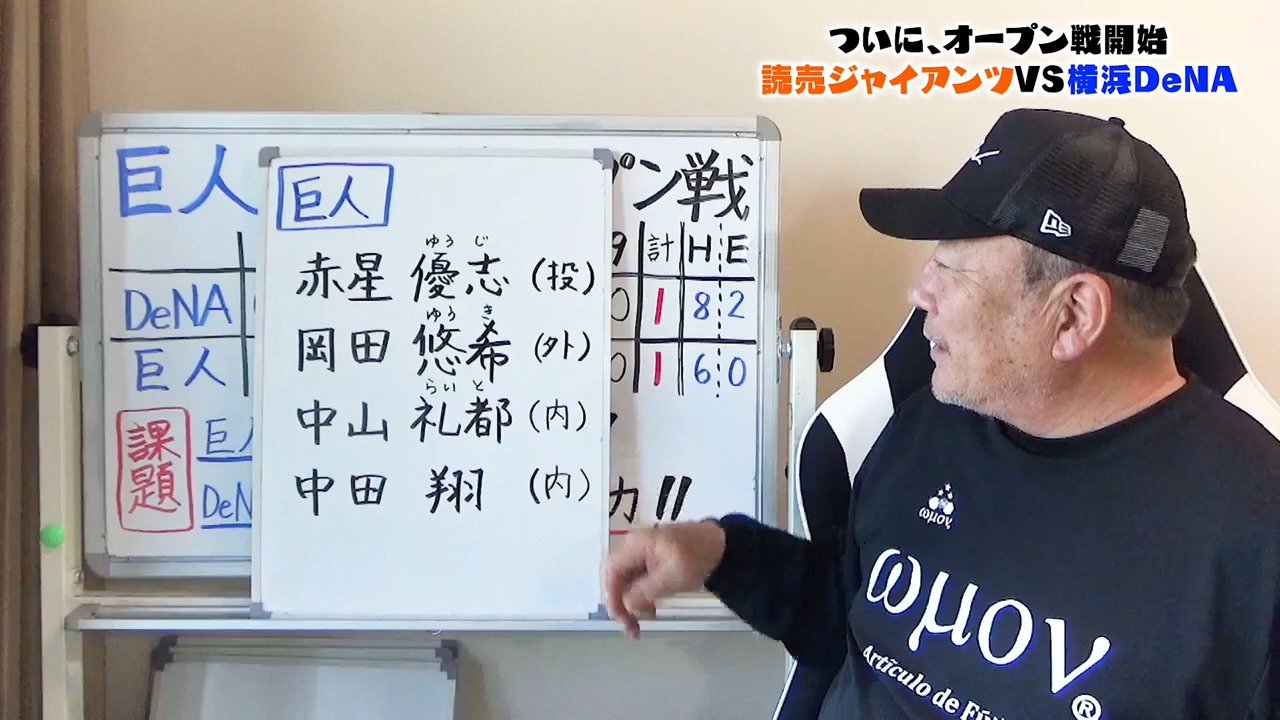 ついに、オープン戦開始
読売ジャイアンツVS横浜DeNA
巨人
プン戦
9 計 H E
DeNA 0 1 8 2
巨人 0 1 6 0
課題
巨人
DeN
力!!
巨人
ゆう じ
赤星 優志 (投)
ゆう き
岡田 悠希 (外)
らい と
中山 礼都 (内)
中田 翔 (内)
ωμον
ωμον®
Artículo de